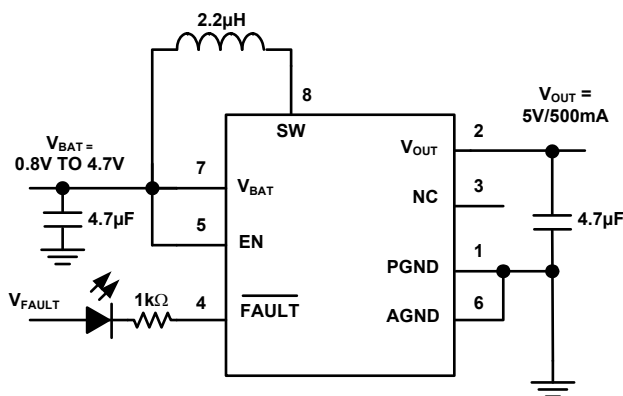 2.2µH
8
SW
V_BAT =
0.8V TO 4.7V
4.7µF
7
V_BAT
5
EN
V_FAULT
1kΩ
4
FAULT
V_OUT =
5V/500mA
2
V_OUT
3
NC
4.7µF
1
PGND
6
AGND